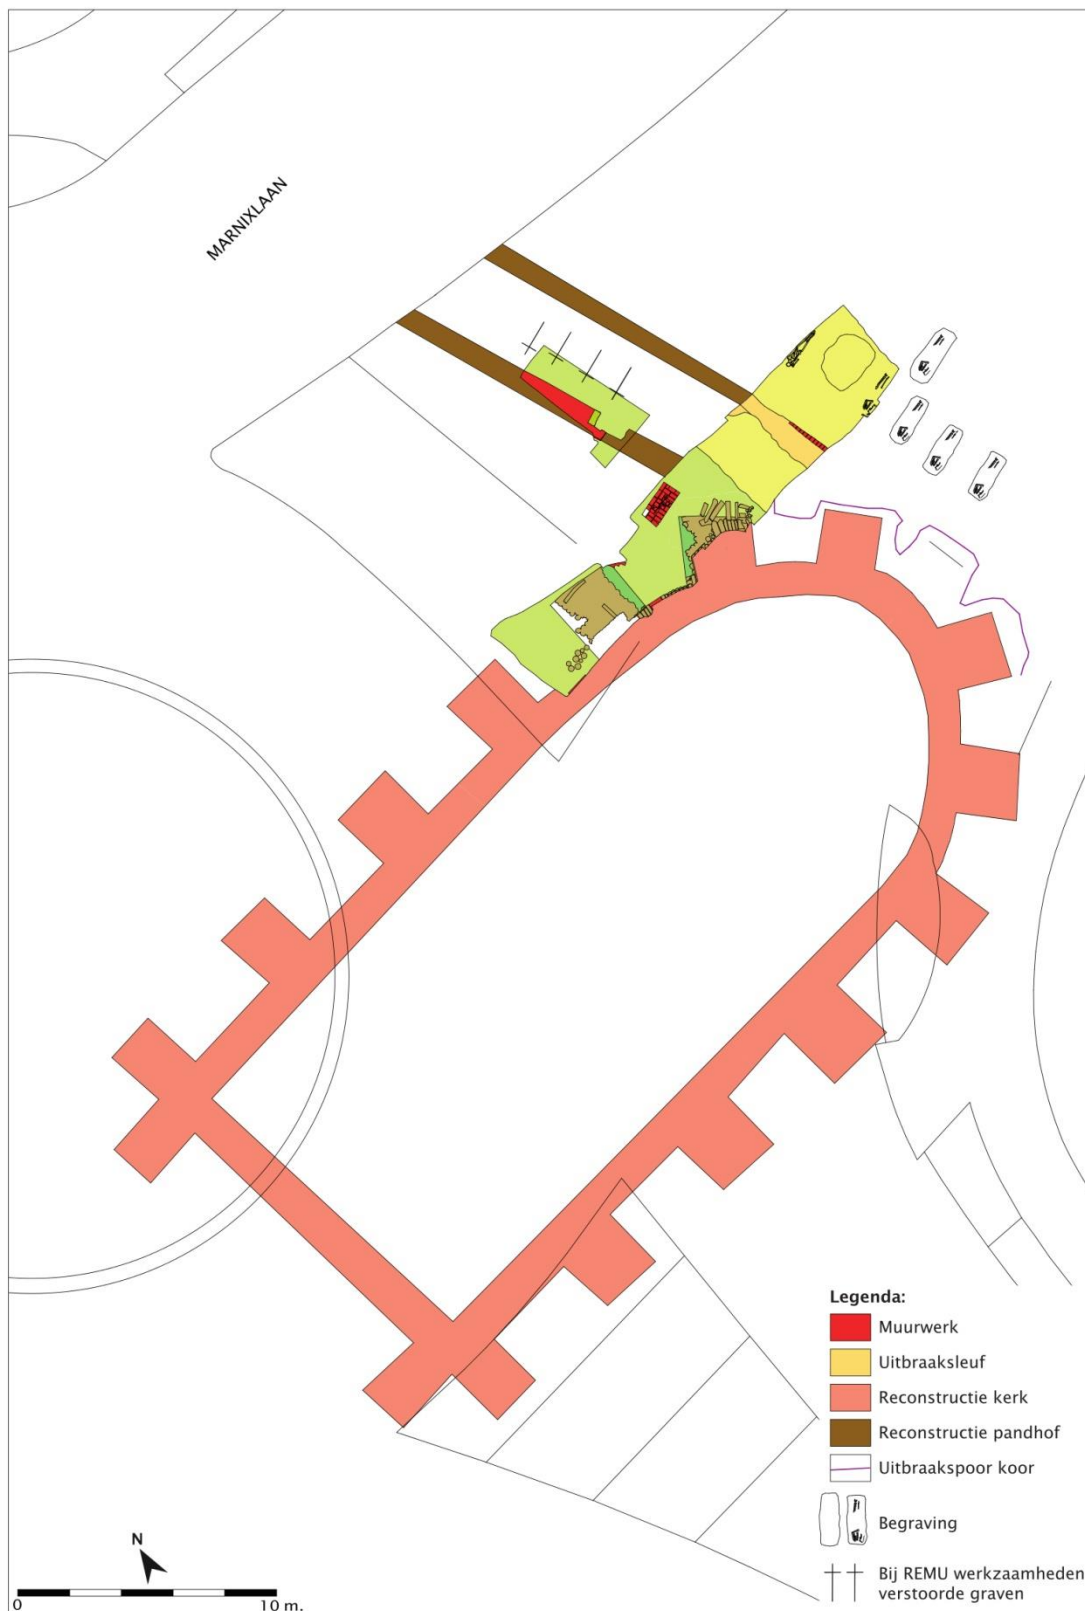 MARNIXLAAN
Legenda:
Muurwerk
Uitbraaksleuf
Reconstructie kerk
Reconstructie pandhof
Uitbraakspoor koor
Begraving
Bij REMU werkzaamheden
verstoorde graven
N
0 10 m.